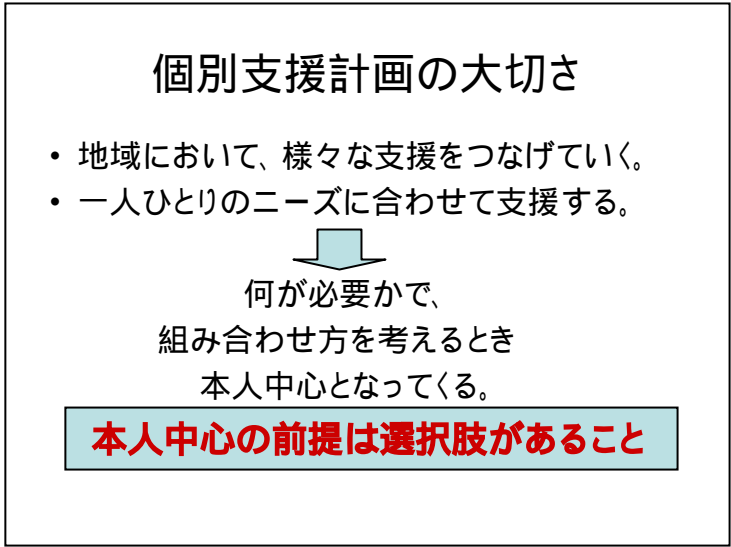 個別支援計画の大切さ
• 地域において、様々な支援をつなげていく。
• 一人ひとりのニーズに合わせて支援する。
何が必要かで、
組み合わせ方を考えるとき
本人中心となってくる。
本人中心の前提は選択肢があること